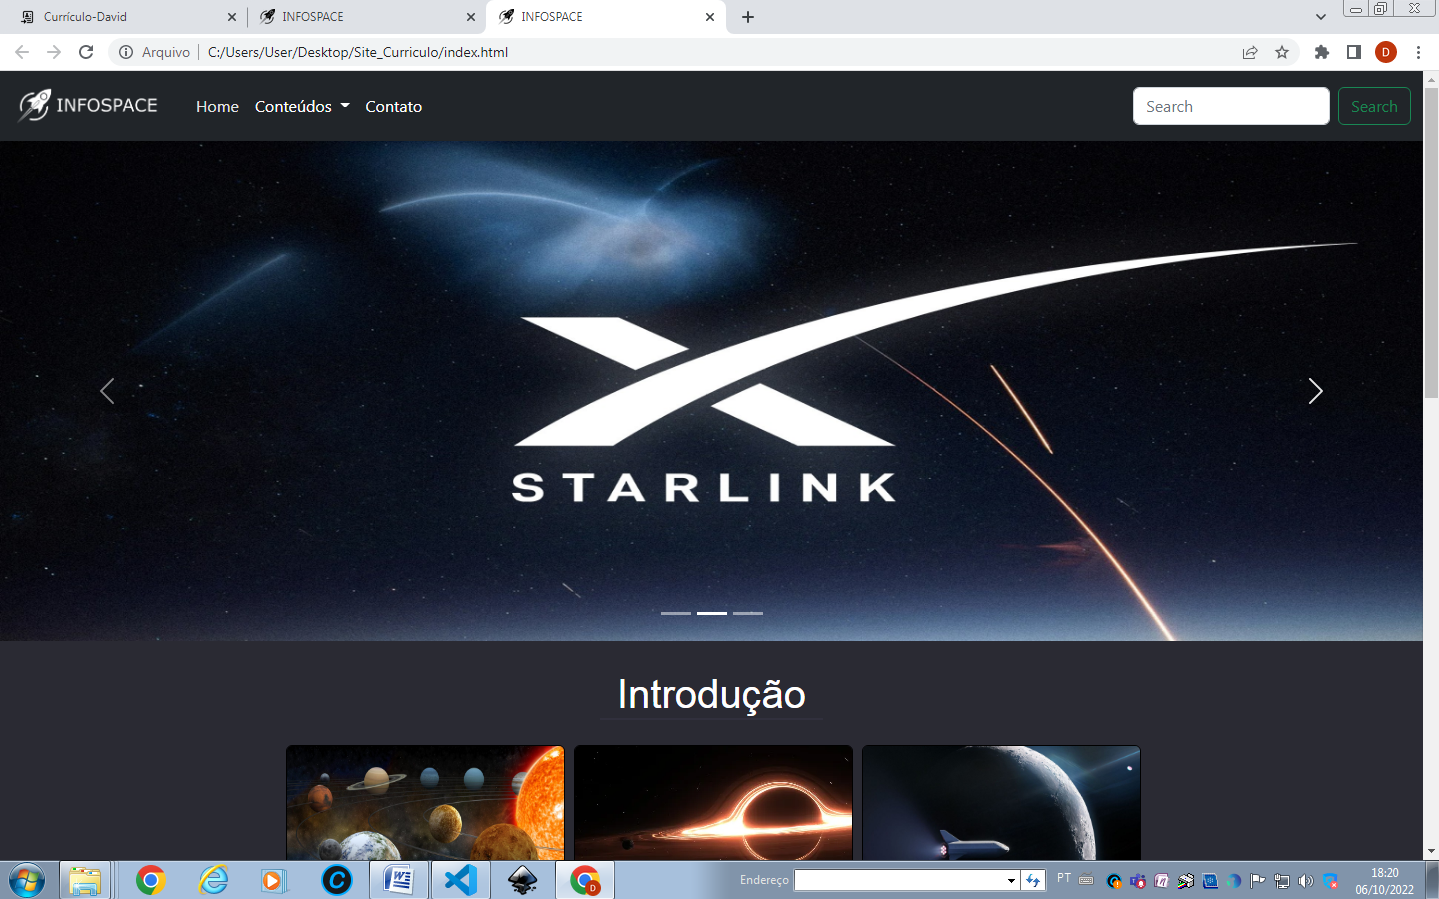 Currículo-David
INFOSPACE
INFOSPACE
Arquivo
C:/Users/User/Desktop/Site_Curriculo/index.html
D
INFOSPACE
Home
Conteúdos
Contato
Search
Search
STARLINK
Introdução
Endereço
PT
18:20
06/10/2022